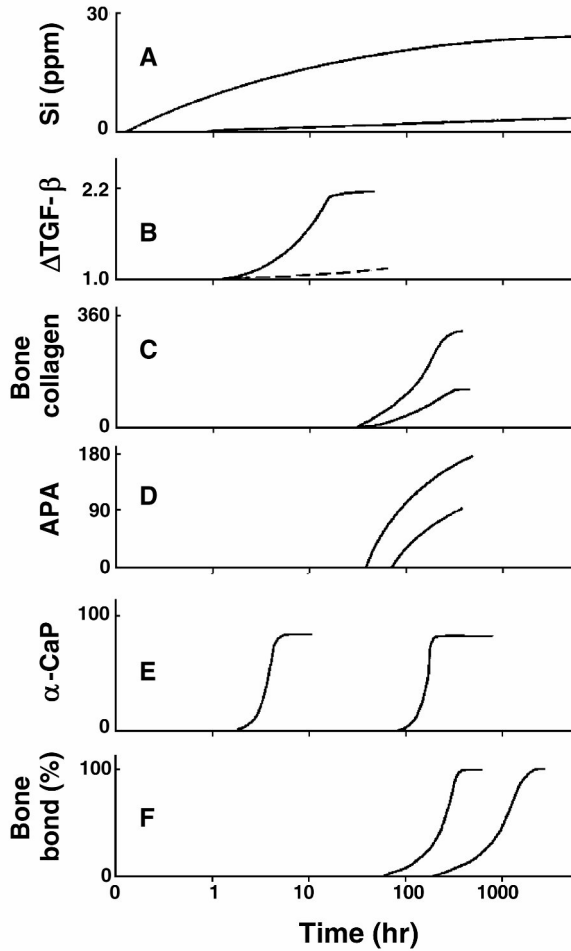 30
Si (ppm)
A
0
2.2
ΔTGF-β
B
1.0
360
Bone
collagen
C
0
180
APA
D
90
0
100
α-CaP
E
0
100
Bone
bond (%)
F
0
0 1 10 100 1000
Time (hr)